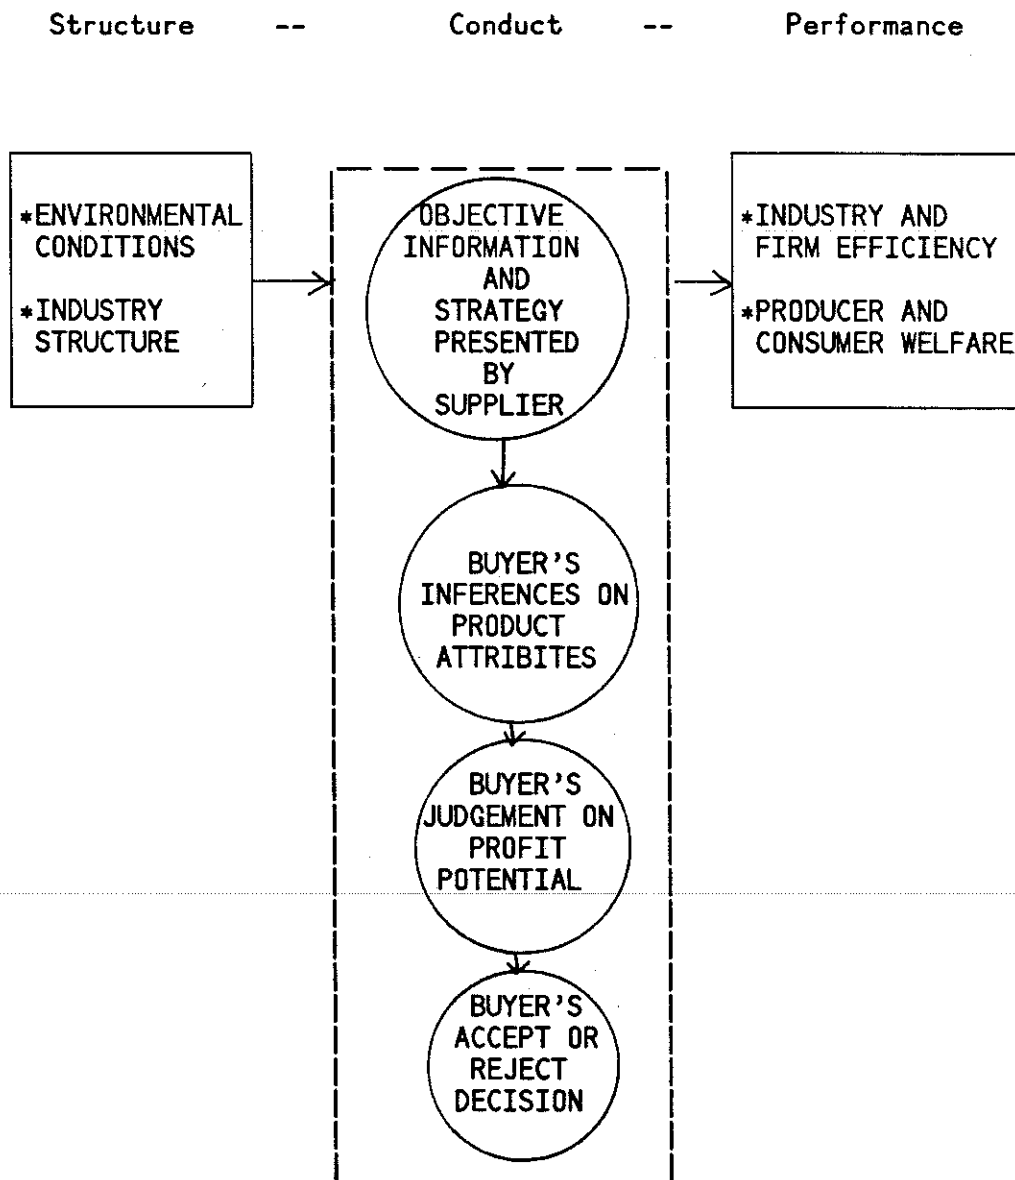 Structure -- Conduct -- Performance
*ENVIRONMENTAL
CONDITIONS
*INDUSTRY
STRUCTURE
OBJECTIVE
INFORMATION
AND
STRATEGY
PRESENTED
BY
SUPPLIER
BUYER'S
INFERENCES ON
PRODUCT
ATTRIBITES
BUYER'S
JUDGEMENT ON
PROFIT
POTENTIAL
BUYER'S
ACCEPT OR
REJECT
DECISION
*INDUSTRY AND
FIRM EFFICIENCY
*PRODUCER AND
CONSUMER WELFARE